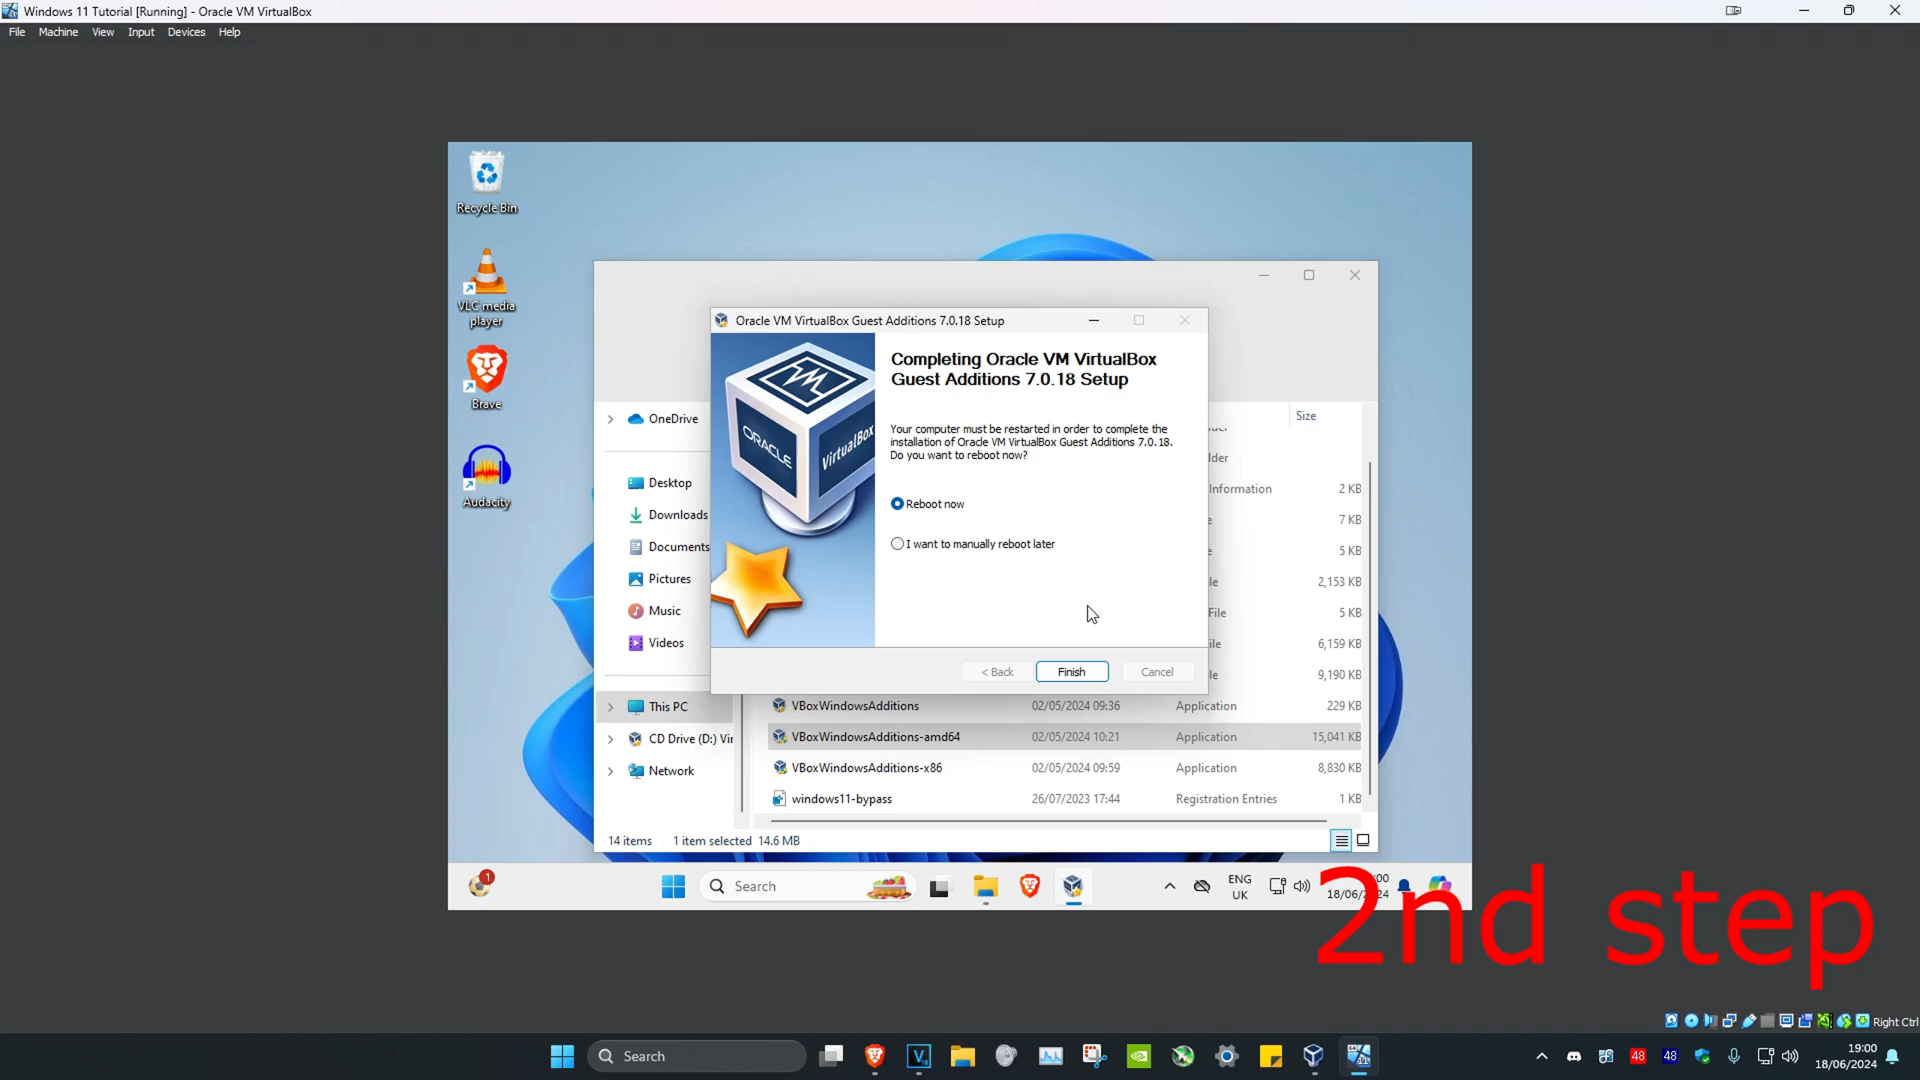 Windows 11 Tutorial [Running] - Oracle VM VirtualBox
File Machine View Input Devices Help
Recycle Bin
VLC media
player
Brave
Audacity
Oracle VM VirtualBox Guest Additions 7.0.18 Setup
Completing Oracle VM VirtualBox
Guest Additions 7.0.18 Setup
ORACLE
VirtualBox
Your computer must be restarted in order to complete the
installation of Oracle VM VirtualBox Guest Additions 7.0.18.
Do you want to reboot now?
Reboot now
I want to manually reboot later
< Back Finish Cancel
OneDrive
Desktop
Downloads
Documents
Pictures
Music
Videos
This PC
CD Drive (D:) Vir
Network
Size
lder
Information 2 KB
7 KB
5 KB
2,153 KB
File 5 KB
6,159 KB
9,190 KB
VBoxWindowsAdditions 02/05/2024 09:36 Application 229 KB
VBoxWindowsAdditions-amd64 02/05/2024 10:21 Application 15,041 KB
VBoxWindowsAdditions-x86 02/05/2024 09:59 Application 8,830 KB
windows11-bypass 26/07/2023 17:44 Registration Entries 1 KB
14 items 1 item selected 14.6 MB
1
Search
ENG
UK
2nd step
Right Ctrl
Search
48
48
19:00
18/06/2024